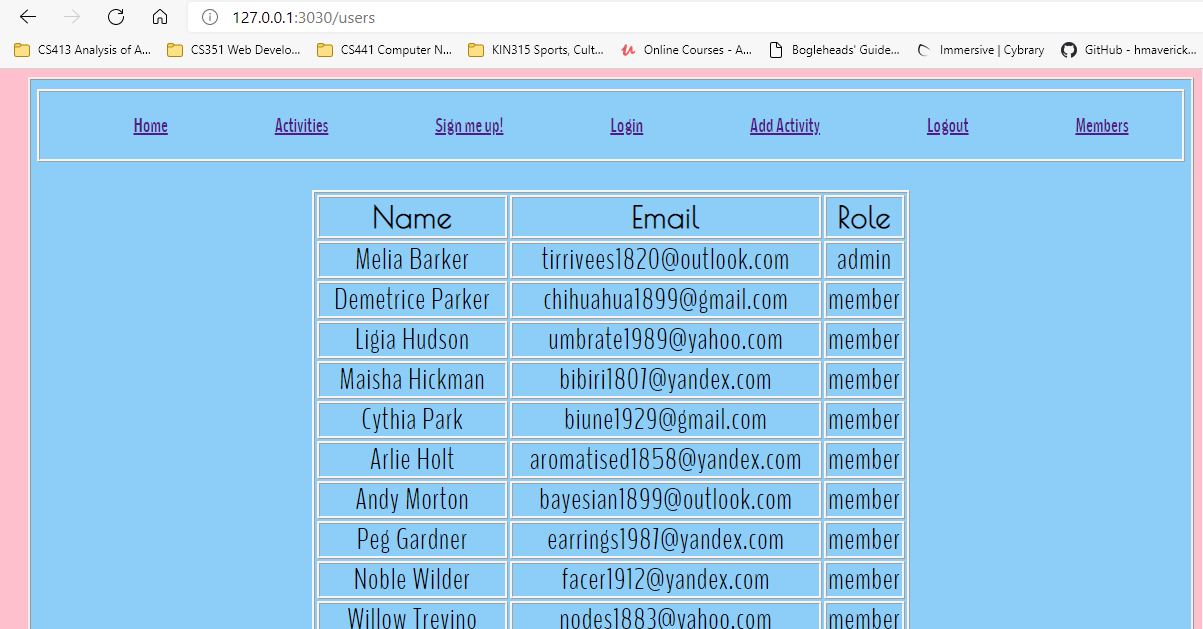 127.0.0.1:3030/users
CS413 Analysis of A... CS351 Web Develo... CS441 Computer N... KIN315 Sports, Cult... Online Courses - A... Bogleheads' Guide... Immersive | Cybrary GitHub - hmaverick...
Home Activities Sign me up! Login Add Activity Logout Members
Name Email Role
Melia Barker tirrivees1820@outlook.com admin
Demetrice Parker chihuahua1899@gmail.com member
Ligia Hudson umbrate1989@yahoo.com member
Maisha Hickman bibiri1807@yandex.com member
Cythia Park biune1929@gmail.com member
Arlie Holt aromatised1858@yandex.com member
Andy Morton bayesian1899@outlook.com member
Peg Gardner earrings1987@yandex.com member
Noble Wilder facer1912@yandex.com member
Willow Trevino nodes1883@yahoo.com member